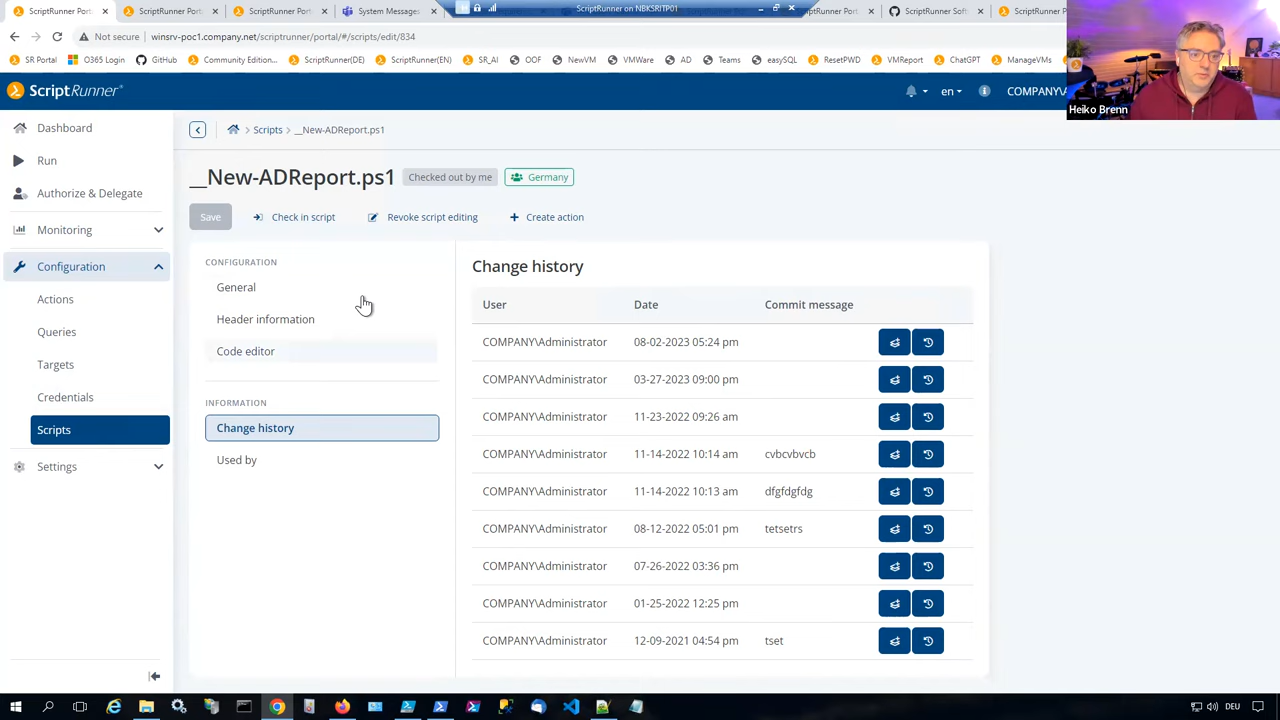 ScriptRunner Port
ScriptRunner Port
ScriptRunner Port
System Messages
ScriptRunner on NBKSRITP01
Port
ScriptRunner Soft
ScriptRunner P
Not secure
winsrv-poc1.company.net/scriptrunner/portal/#/scripts/edit/834
SR Portal
O365 Login
GitHub
Community Edition...
ScriptRunner(DE)
ScriptRunner(EN)
SR_AI
OOF
NewVM
VMWare
AD
Teams
easySQL
ResetPWD
VMReport
ChatGPT
ManageVMs
ScriptRunner®
en
COMPANY\A
Heiko Brenn
Dashboard
Run
Authorize & Delegate
Monitoring
Configuration
Actions
Queries
Targets
Credentials
Scripts
Settings
> Scripts > __New-ADReport.ps1
__New-ADReport.ps1 Checked out by me Germany
Save Check in script Revoke script editing + Create action
CONFIGURATION
General
Header information
Code editor
INFORMATION
Change history
Used by
Change history
User Date Commit message
COMPANY\Administrator 08-02-2023 05:24 pm
COMPANY\Administrator 03-27-2023 09:00 pm
COMPANY\Administrator 11-23-2022 09:26 am
COMPANY\Administrator 11-14-2022 10:14 am cvbcvbvcb
COMPANY\Administrator 11-14-2022 10:13 am dfgfdgfdg
COMPANY\Administrator 08-12-2022 05:01 pm tetsetrs
COMPANY\Administrator 07-26-2022 03:36 pm
COMPANY\Administrator 01-25-2022 12:25 pm
COMPANY\Administrator 12-09-2021 04:54 pm tset
DEU